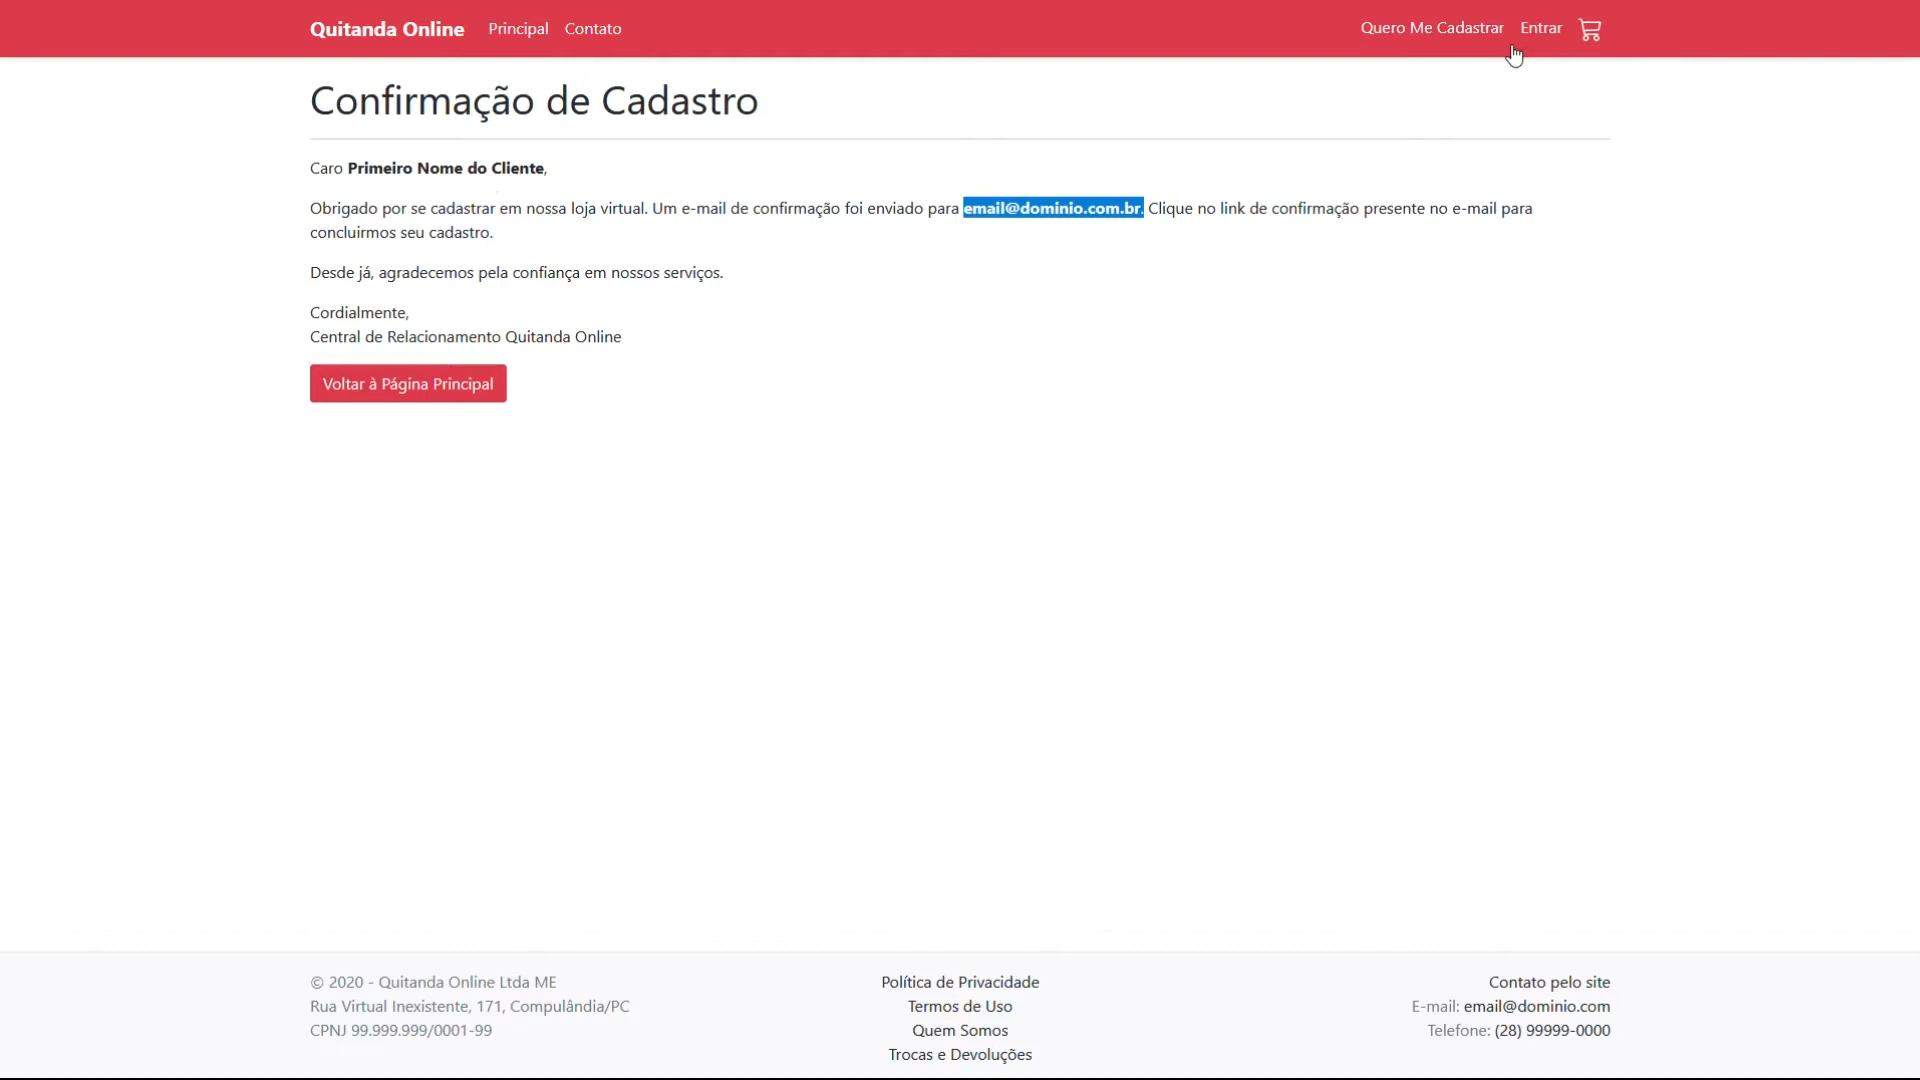 Quitanda Online Principal Contato Quero Me Cadastrar Entrar
Confirmação de Cadastro
Caro Primeiro Nome do Cliente,
Obrigado por se cadastrar em nossa loja virtual. Um e-mail de confirmação foi enviado para email@dominio.com.br. Clique no link de confirmação presente no e-mail para
concluirmos seu cadastro.
Desde já, agradecemos pela confiança em nossos serviços.
Cordialmente,
Central de Relacionamento Quitanda Online
Voltar à Página Principal
© 2020 - Quitanda Online Ltda ME
Rua Virtual Inexistente, 171, Compulândia/PC
CPNJ 99.999.999/0001-99
Política de Privacidade
Termos de Uso
Quem Somos
Trocas e Devoluções
Contato pelo site
E-mail: email@dominio.com
Telefone: (28) 99999-0000